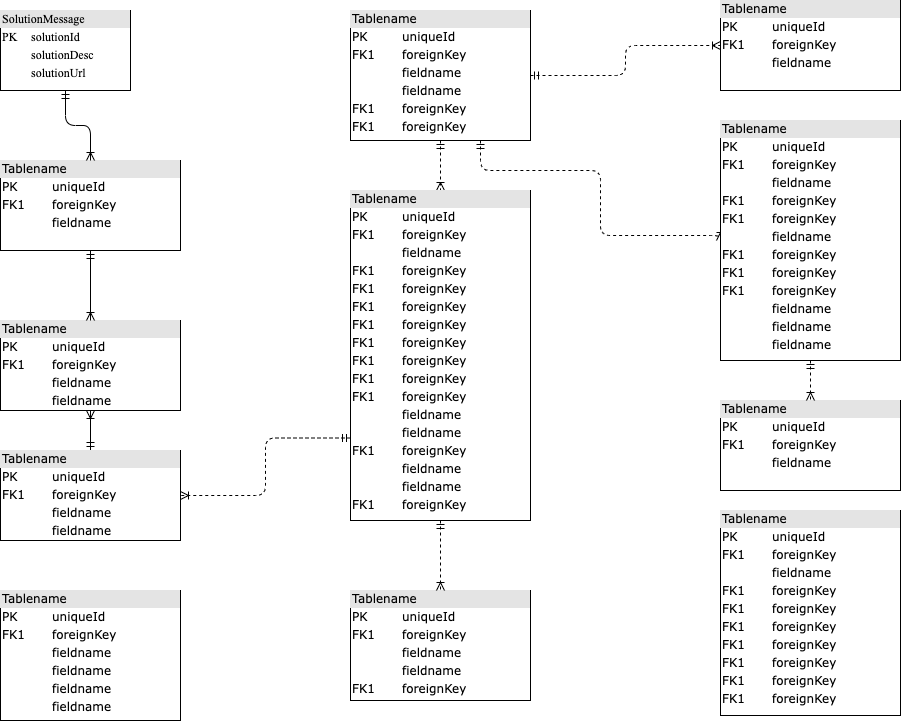 SolutionMessage
PK solutionId
solutionDesc
solutionUrl
Tablename
PK uniqueId
FK1 foreignKey
fieldname
Tablename
PK uniqueId
FK1 foreignKey
fieldname
fieldname
Tablename
PK uniqueId
FK1 foreignKey
fieldname
fieldname
Tablename
PK uniqueId
FK1 foreignKey
fieldname
fieldname
fieldname
fieldname
Tablename
PK uniqueId
FK1 foreignKey
fieldname
fieldname
FK1 foreignKey
FK1 foreignKey
Tablename
PK uniqueId
FK1 foreignKey
fieldname
FK1 foreignKey
FK1 foreignKey
FK1 foreignKey
FK1 foreignKey
FK1 foreignKey
FK1 foreignKey
FK1 foreignKey
FK1 foreignKey
fieldname
fieldname
FK1 foreignKey
fieldname
fieldname
FK1 foreignKey
Tablename
PK uniqueId
FK1 foreignKey
fieldname
fieldname
FK1 foreignKey
Tablename
PK uniqueId
FK1 foreignKey
fieldname
Tablename
PK uniqueId
FK1 foreignKey
fieldname
FK1 foreignKey
FK1 foreignKey
fieldname
FK1 foreignKey
FK1 foreignKey
FK1 foreignKey
fieldname
fieldname
fieldname
Tablename
PK uniqueId
FK1 foreignKey
fieldname
Tablename
PK uniqueId
FK1 foreignKey
fieldname
FK1 foreignKey
FK1 foreignKey
FK1 foreignKey
FK1 foreignKey
FK1 foreignKey
FK1 foreignKey
FK1 foreignKey